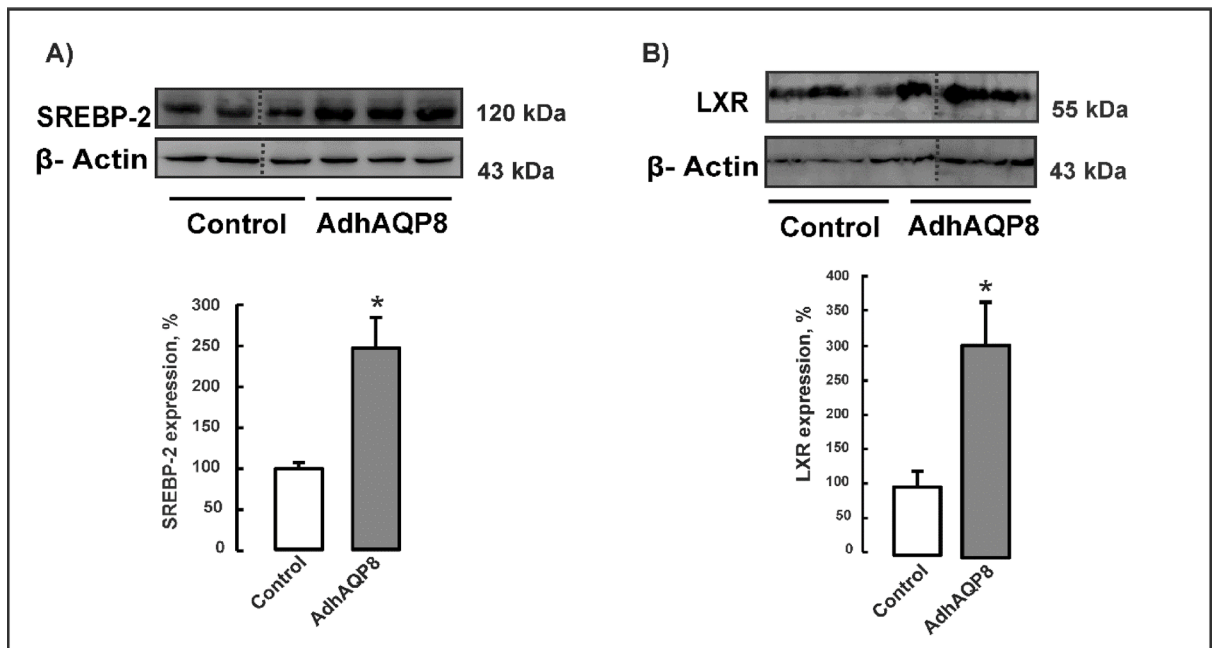 A)
SREBP-2
120 kDa
β- Actin
43 kDa
Control
AdhAQP8
SREBP-2 expression, %
300
250
200
150
100
50
0
*
Control
AdhAQP8
B)
LXR
55 kDa
β- Actin
43 kDa
Control
AdhAQP8
LXR expression, %
400
350
300
250
200
150
100
50
0
*
Control
AdhAQP8